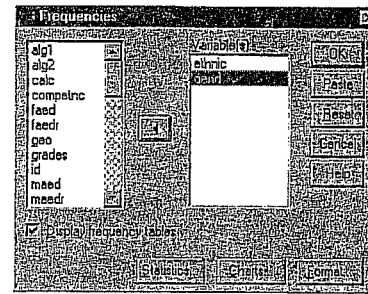 Frequencies
alg1
alg2
calc
compstnc
faed
faedr
geo
grades
id
maed
maedr
Variable(s):
ethnic
OK
Paste
Reset
Cancel
Help
Display frequency tables
Statistics...
Charts...
Format...